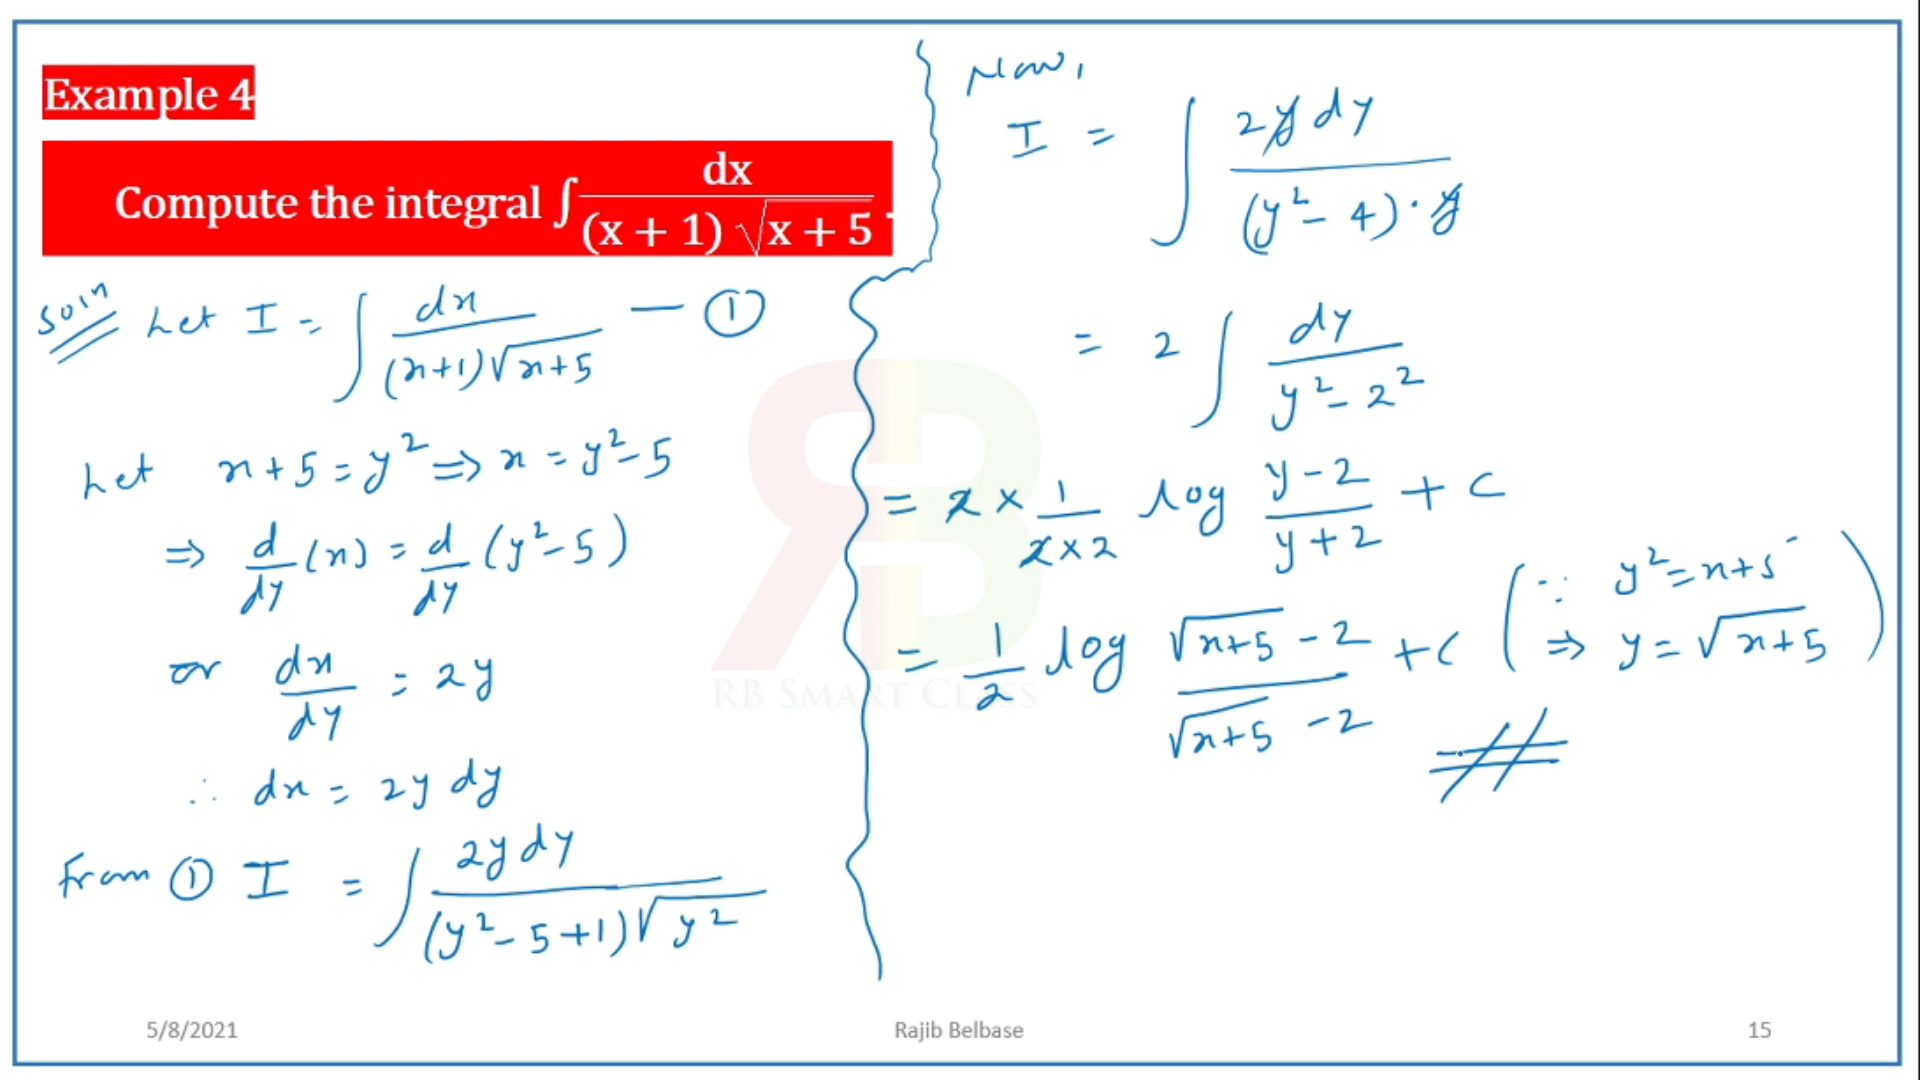 Example 4
Compute the integral ∫ dx / (x + 1) √(x + 5) .
Soln Let I = ∫ dx / (x+1)√(x+5) — ①
Let x+5 = y² ⇒ x = y²-5
⇒ d/dy (x) = d/dy (y²-5)
or dx/dy = 2y
∴ dx = 2y dy
From ① I = ∫ 2y dy / (y²-5+1)√(y²)
Now,
I = ∫ 2y dy / (y²-4)·y
= 2 ∫ dy / y²-2²
= 2 × 1/(2×2) log (y-2)/(y+2) + c
= 1/2 log (√(x+5) -2)/(√(x+5) -2) + c (∵ y² = x+5
⇒ y = √(x+5))
RB SMART CLASS
5/8/2021
Rajib Belbase
15